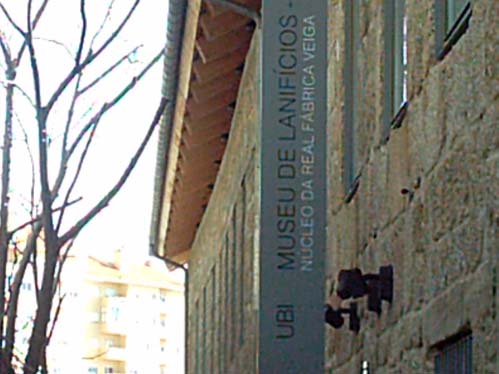 UBI MUSEU DE LANIFÍCIOS -
NÚCLEO DA REAL FÁBRICA VEIGA